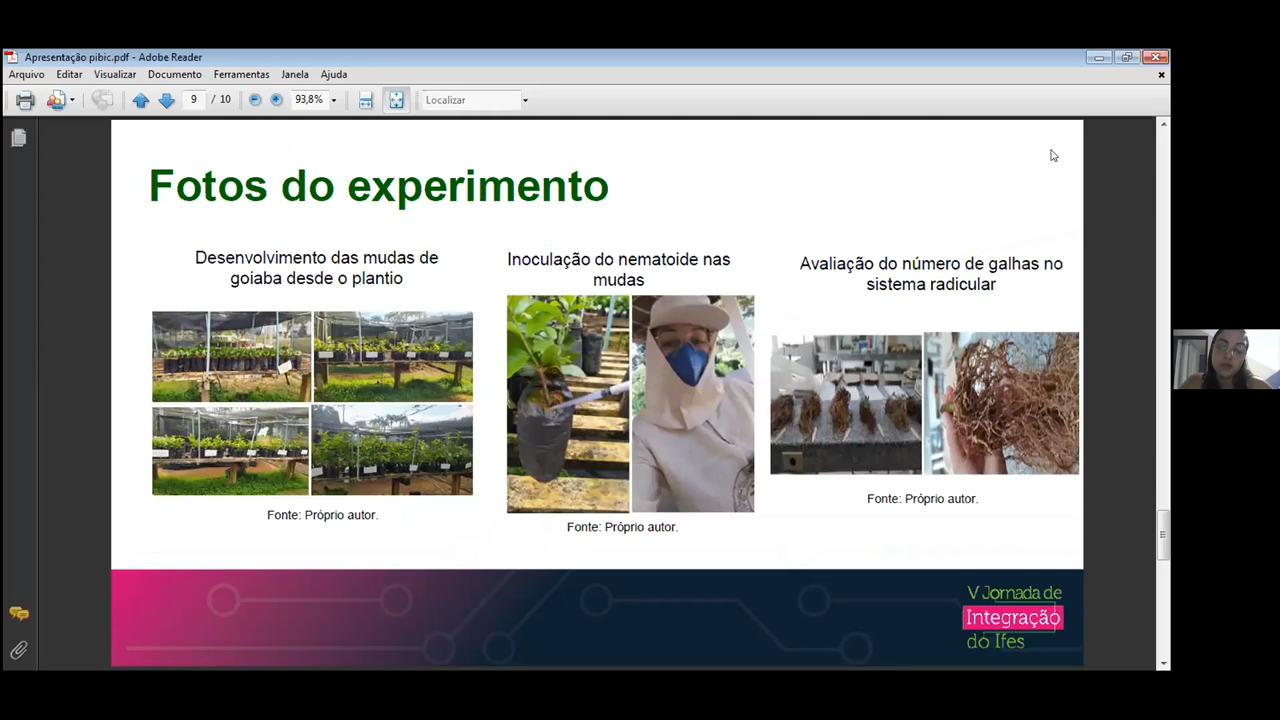 Apresentação pibic.pdf - Adobe Reader
Arquivo Editar Visualizar Documento Ferramentas Janela Ajuda
9 / 10 93,8% Localizar
Fotos do experimento
Desenvolvimento das mudas de
goiaba desde o plantio
Fonte: Próprio autor.
Inoculação do nematoide nas
mudas
Fonte: Próprio autor.
Avaliação do número de galhas no
sistema radicular
Fonte: Próprio autor.
V Jornada de
Integração
do Ifes